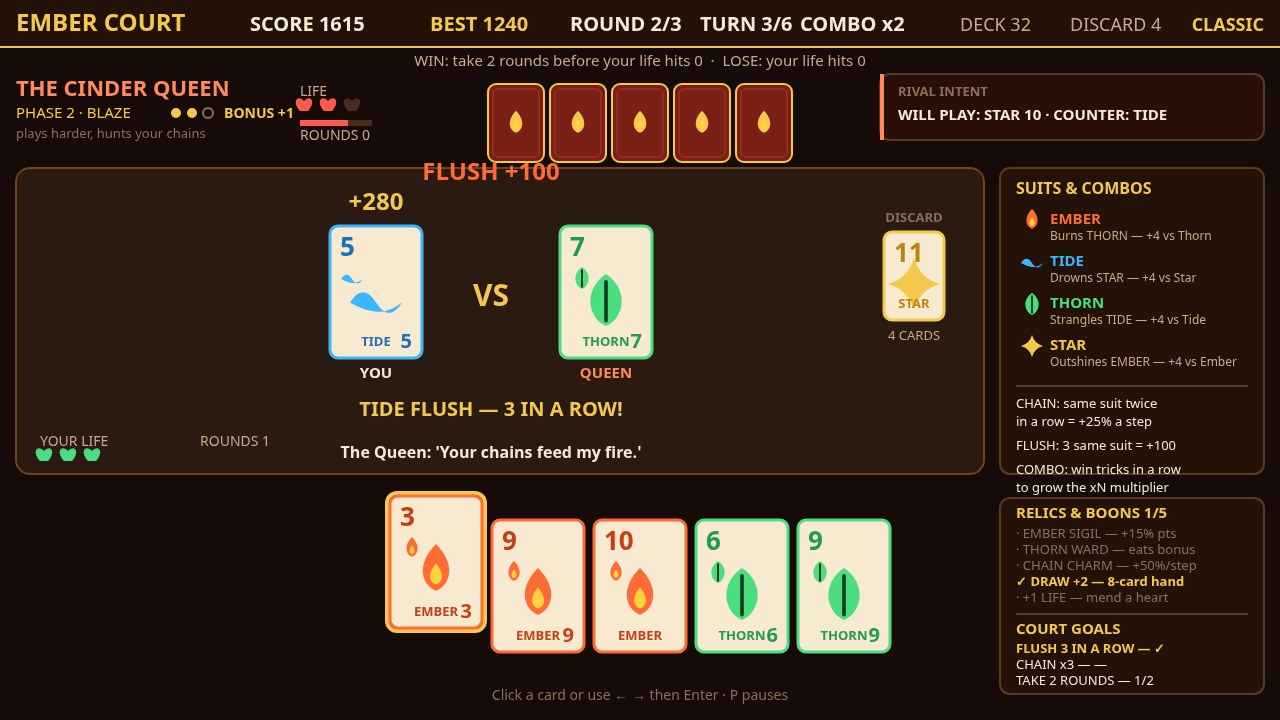 EMBER COURT
SCORE 1615
BEST 1240
ROUND 2/3
TURN 3/6
COMBO x2
DECK 32
DISCARD 4
CLASSIC
WIN: take 2 rounds before your life hits 0 · LOSE: your life hits 0
THE CINDER QUEEN
PHASE 2 · BLAZE
BONUS +1
plays harder, hunts your chains
LIFE
ROUNDS 0
RIVAL INTENT
WILL PLAY: STAR 10 · COUNTER: TIDE
FLUSH +100
+280
5
TIDE 5
YOU
VS
7
THORN 7
QUEEN
DISCARD
11
STAR
4 CARDS
TIDE FLUSH — 3 IN A ROW!
YOUR LIFE
ROUNDS 1
The Queen: 'Your chains feed my fire.'
SUITS & COMBOS
EMBER
Burns THORN — +4 vs Thorn
TIDE
Drowns STAR — +4 vs Star
THORN
Strangles TIDE — +4 vs Tide
STAR
Outshines EMBER — +4 vs Ember
CHAIN: same suit twice
in a row = +25% a step
FLUSH: 3 same suit = +100
COMBO: win tricks in a row
to grow the xN multiplier
3
EMBER 3
9
EMBER 9
10
EMBER
6
THORN 6
9
THORN 9
RELICS & BOONS 1/5
· EMBER SIGIL — +15% pts
· THORN WARD — eats bonus
· CHAIN CHARM — +50%/step
✓ DRAW +2 — 8-card hand
· +1 LIFE — mend a heart
COURT GOALS
FLUSH 3 IN A ROW — ✓
CHAIN x3 — —
TAKE 2 ROUNDS — 1/2
Click a card or use ← → then Enter · P pauses